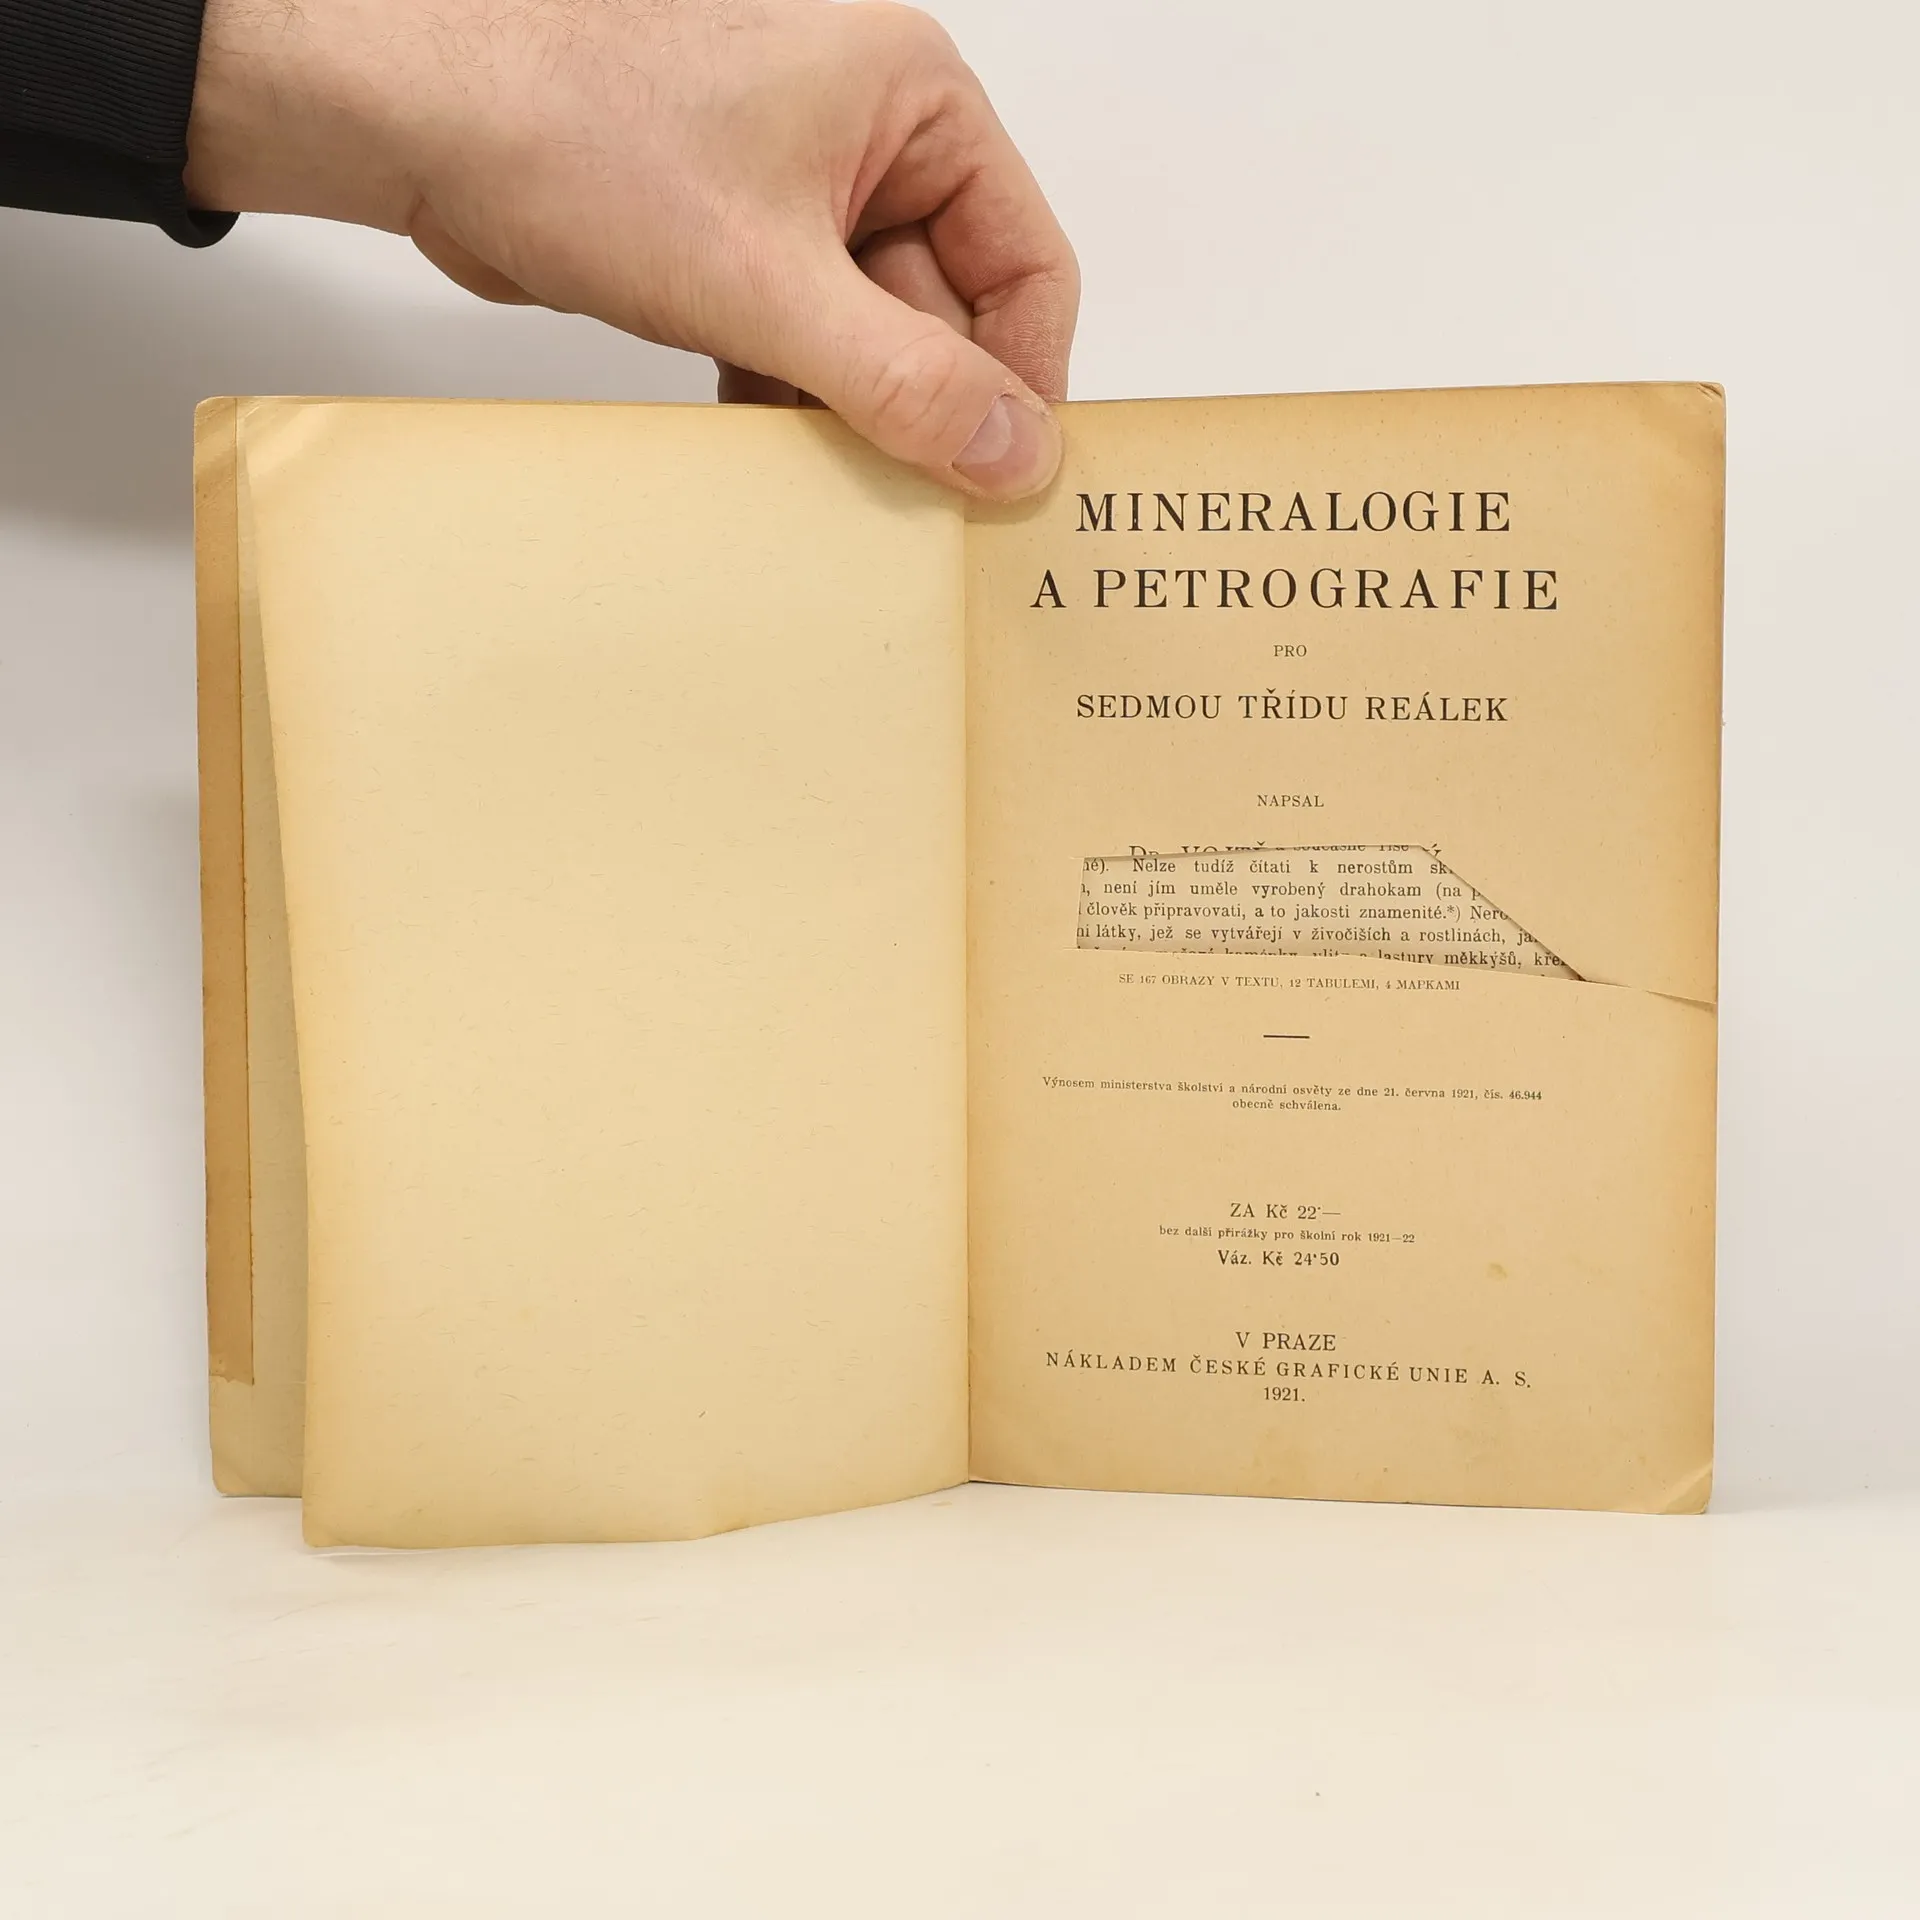 MINERALOGIE
A PETROGRAFIE
PRO
SEDMOU TŘÍDU REÁLEK
NAPSAL
a současné říše
né). Nelze tudíž čítati k nerostům
není jím uměle vyrobený drahokam (na
člověk připravovati, a to jakosti znamenité.*)
látky, jež se vytvářejí v živočiších a rostlinách,
lastury měkkýšů,
SE 167 OBRAZY V TEXTU, 12 TABULEMI, 4 MAPKAMI
Výnosem ministerstva školství a národní osvěty ze dne 21. června 1921, čís. 46.944
obecně schválena.
ZA Kč 22·—
bez další přirážky pro školní rok 1921—22
Váz. Kč 24·50
V PRAZE
NÁKLADEM ČESKÉ GRAFICKÉ UNIE A. S.
1921.